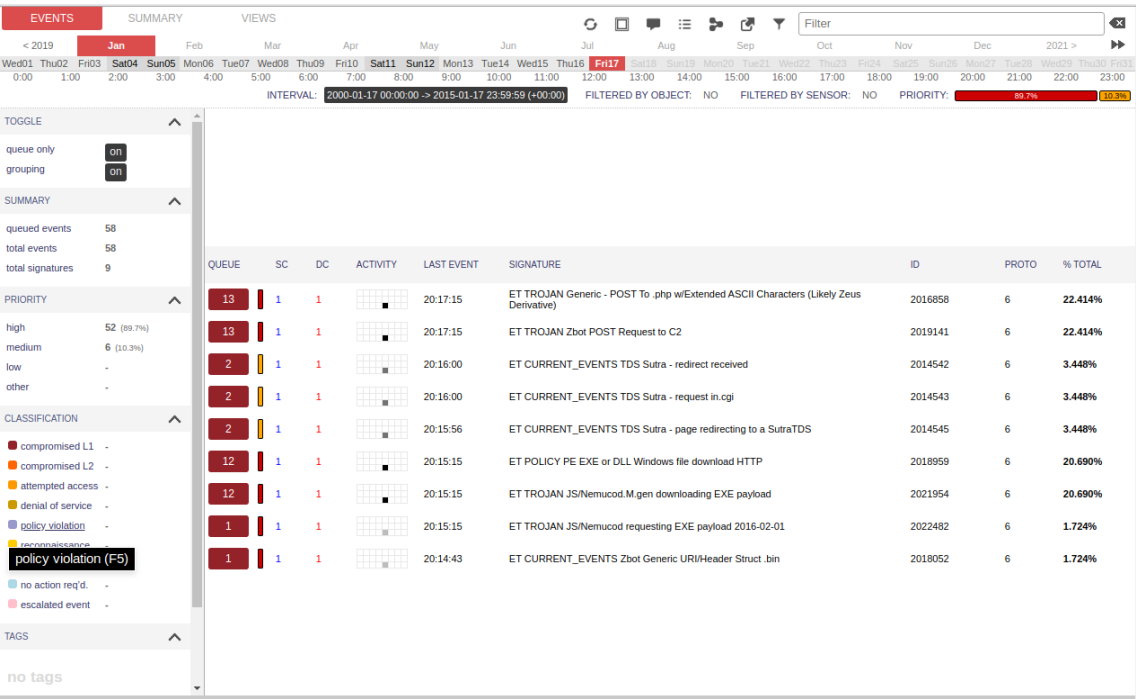 EVENTS SUMMARY VIEWS
Filter
< 2019 Jan Feb Mar Apr May Jun Jul Aug Sep Oct Nov Dec 2021 >
Wed01 Thu02 Fri03 Sat04 Sun05 Mon06 Tue07 Wed08 Thu09 Fri10 Sat11 Sun12 Mon13 Tue14 Wed15 Thu16 Fri17 Sat18 Sun19 Mon20 Tue21 Wed22 Thu23 Fri24 Sat25 Sun26 Mon27 Tue28 Wed29 Thu30 Fri31
0:00 1:00 2:00 3:00 4:00 5:00 6:00 7:00 8:00 9:00 10:00 11:00 12:00 13:00 14:00 15:00 16:00 17:00 18:00 19:00 20:00 21:00 22:00 23:00
INTERVAL: 2000-01-17 00:00:00 -> 2015-01-17 23:59:59 (+00:00) FILTERED BY OBJECT: NO FILTERED BY SENSOR: NO PRIORITY: 89.7% 10.3%
TOGGLE
queue only on
grouping on
SUMMARY
queued events 58
total events 58
total signatures 9
PRIORITY
high 52 (89.7%)
medium 6 (10.3%)
low -
other -
CLASSIFICATION
compromised L1 -
compromised L2 -
attempted access -
denial of service -
policy violation -
reconnaissance -
policy violation (F5)
no action req'd. -
escalated event -
TAGS
no tags
QUEUE SC DC ACTIVITY LAST EVENT SIGNATURE ID PROTO % TOTAL
13 1 1 20:17:15 ET TROJAN Generic - POST To .php w/Extended ASCII Characters (Likely Zeus Derivative) 2016858 6 22.414%
13 1 1 20:17:15 ET TROJAN Zbot POST Request to C2 2019141 6 22.414%
2 1 1 20:16:00 ET CURRENT_EVENTS TDS Sutra - redirect received 2014542 6 3.448%
2 1 1 20:16:00 ET CURRENT_EVENTS TDS Sutra - request in.cgi 2014543 6 3.448%
2 1 1 20:15:56 ET CURRENT_EVENTS TDS Sutra - page redirecting to a SutraTDS 2014545 6 3.448%
12 1 1 20:15:15 ET POLICY PE EXE or DLL Windows file download HTTP 2018959 6 20.690%
12 1 1 20:15:15 ET TROJAN JS/Nemucod.M.gen downloading EXE payload 2021954 6 20.690%
1 1 1 20:15:15 ET TROJAN JS/Nemucod requesting EXE payload 2016-02-01 2022482 6 1.724%
1 1 1 20:14:43 ET CURRENT_EVENTS Zbot Generic URI/Header Struct .bin 2018052 6 1.724%